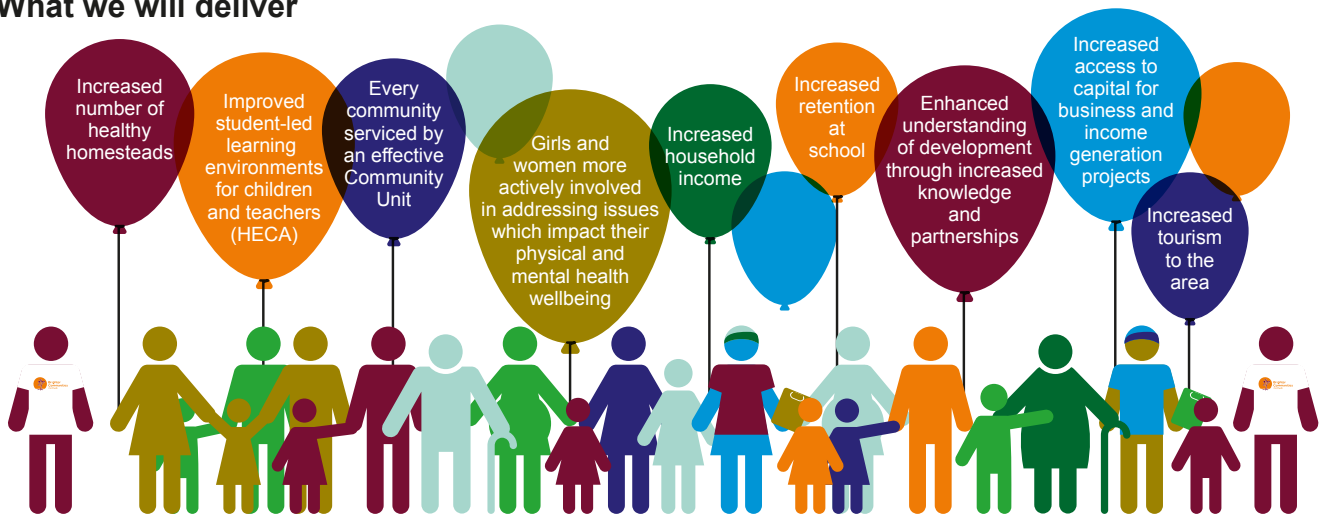 What we will deliver
Increased
number of
healthy
homesteads
Improved
student-led
learning
environments
for children
and teachers
(HECA)
Every
community
serviced by
an effective
Community
Unit
Girls and
women more
actively involved
in addressing issues
which impact their
physical and
mental health
wellbeing
Increased
household
income
Increased
retention
at
school
Enhanced
understanding
of development
through increased
knowledge
and
partnerships
Increased
access to
capital for
business and
income
generation
projects
Increased
tourism
to the
area